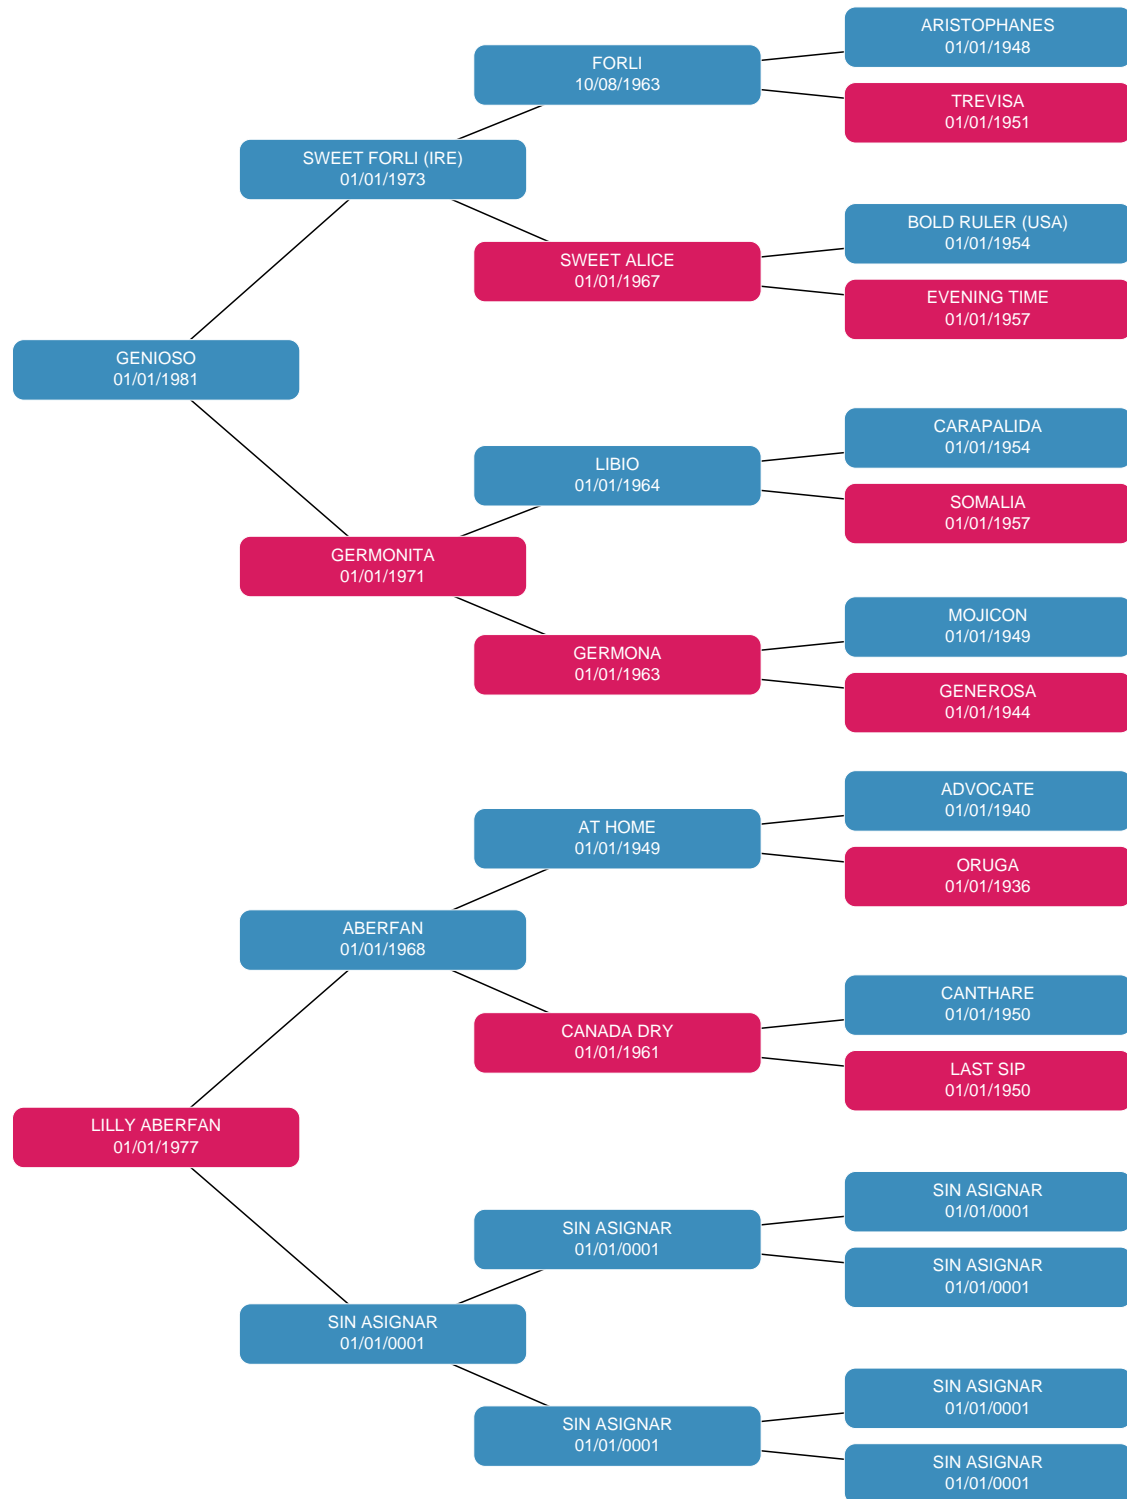 ARISTOPHANES
01/01/1948
FORLI
10/08/1963
TREVISA
01/01/1951
SWEET FORLI (IRE)
01/01/1973
BOLD RULER (USA)
01/01/1954
SWEET ALICE
01/01/1967
EVENING TIME
01/01/1957
GENIOSO
01/01/1981
CARAPALIDA
01/01/1954
LIBIO
01/01/1964
SOMALIA
01/01/1957
GERMONITA
01/01/1971
MOJICON
01/01/1949
GERMONA
01/01/1963
GENEROSA
01/01/1944
ADVOCATE
01/01/1940
AT HOME
01/01/1949
ORUGA
01/01/1936
ABERFAN
01/01/1968
CANTHARE
01/01/1950
CANADA DRY
01/01/1961
LAST SIP
01/01/1950
LILLY ABERFAN
01/01/1977
SIN ASIGNAR
01/01/0001
SIN ASIGNAR
01/01/0001
SIN ASIGNAR
01/01/0001
SIN ASIGNAR
01/01/0001
SIN ASIGNAR
01/01/0001
SIN ASIGNAR
01/01/0001
SIN ASIGNAR
01/01/0001